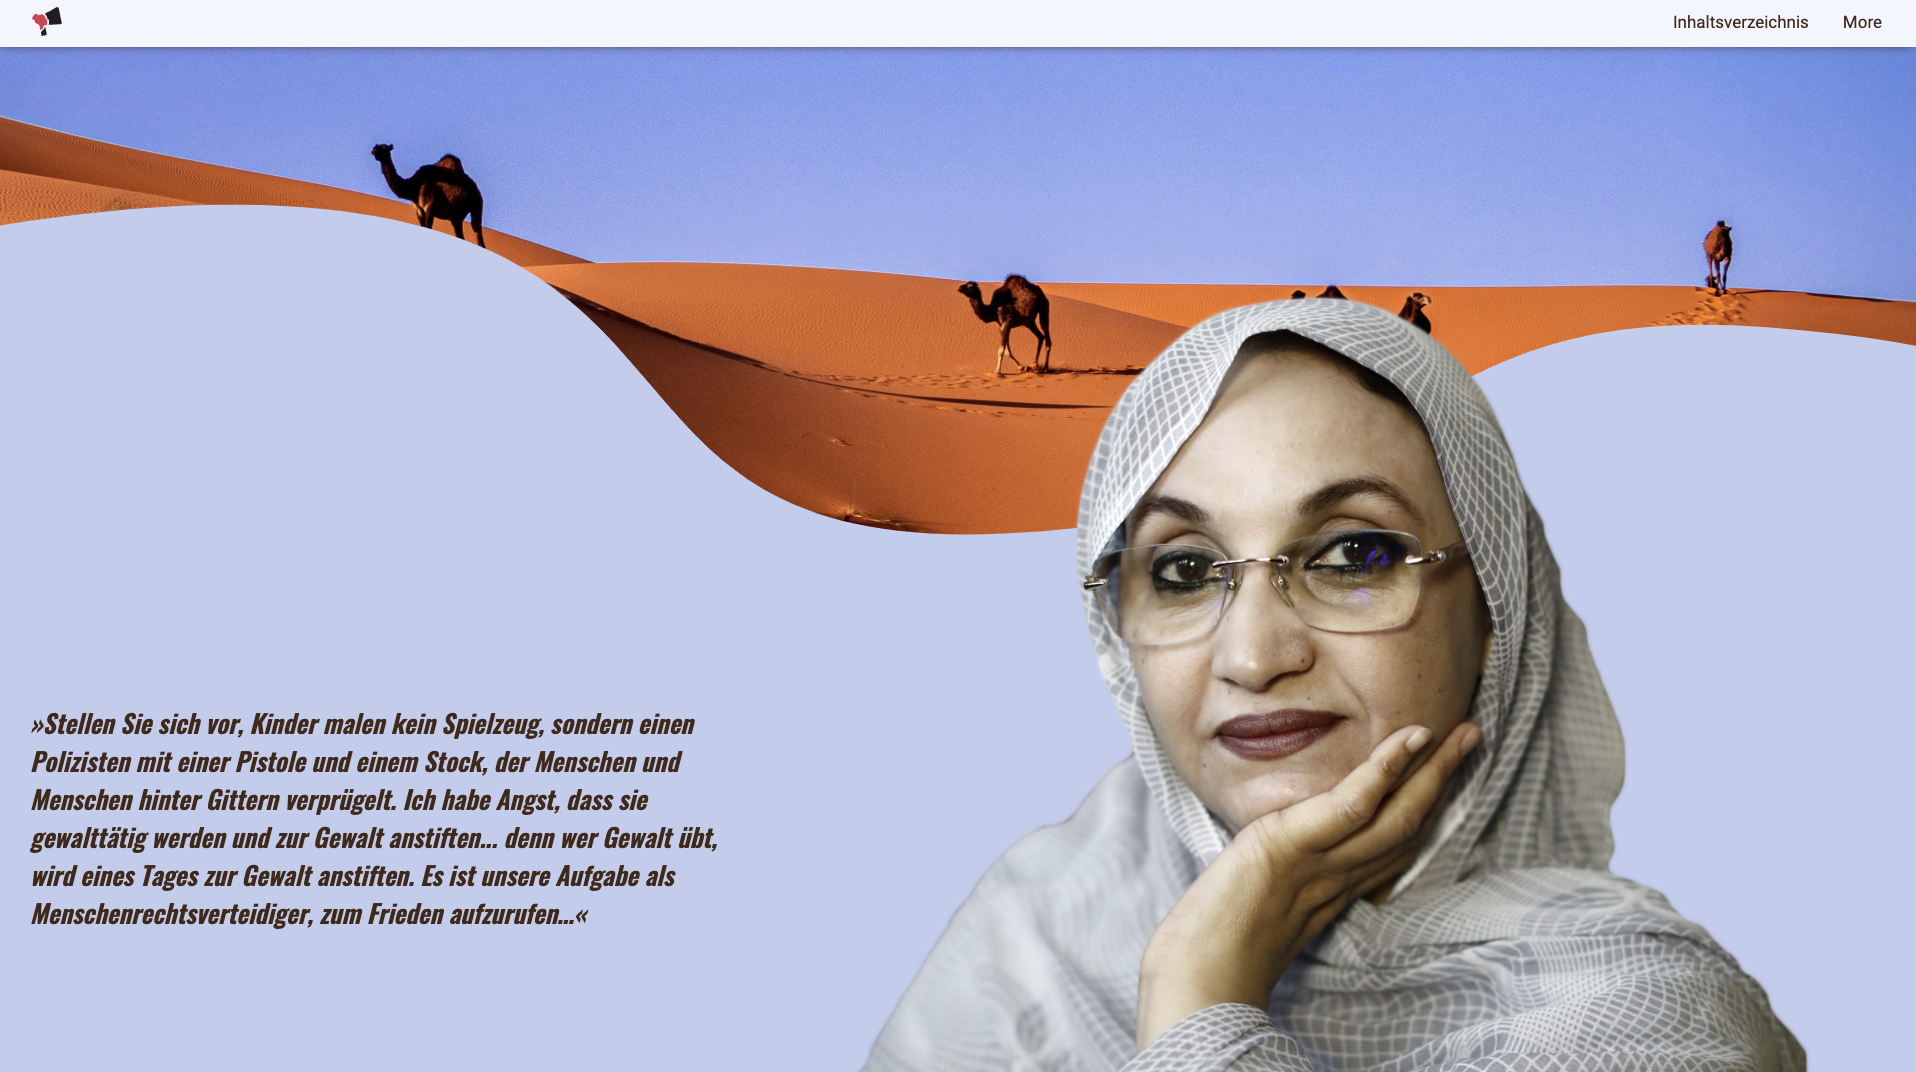 Inhaltsverzeichnis More
»Stellen Sie sich vor, Kinder malen kein Spielzeug, sondern einen
Polizisten mit einer Pistole und einem Stock, der Menschen und
Menschen hinter Gittern verprügelt. Ich habe Angst, dass sie
gewalttätig werden und zur Gewalt anstiften... denn wer Gewalt übt,
wird eines Tages zur Gewalt anstiften. Es ist unsere Aufgabe als
Menschenrechtsverteidiger, zum Frieden aufzurufen...«